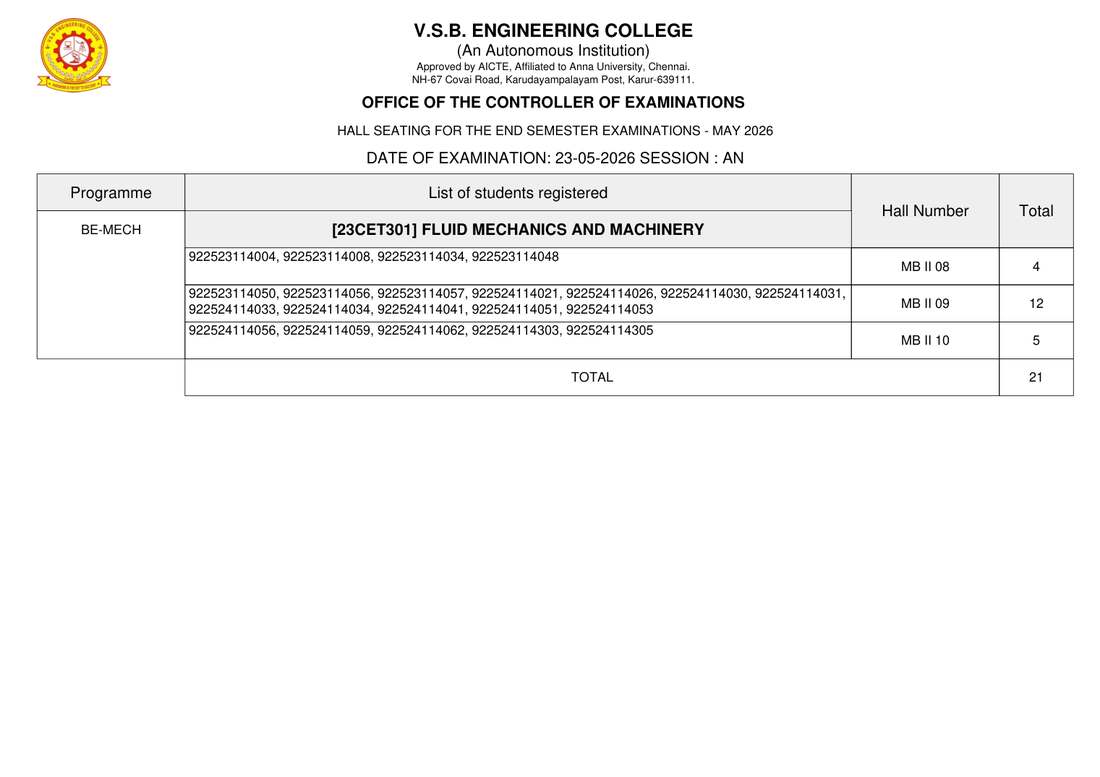 V.S.B. ENGINEERING COLLEGE
(An Autonomous Institution)
Approved by AICTE, Affiliated to Anna University, Chennai.
NH-67 Covai Road, Karudayampalayam Post, Karur-639111.
OFFICE OF THE CONTROLLER OF EXAMINATIONS
HALL SEATING FOR THE END SEMESTER EXAMINATIONS - MAY 2026
DATE OF EXAMINATION: 23-05-2026 SESSION : AN
Programme List of students registered Hall Number Total
BE-MECH [23CET301] FLUID MECHANICS AND MACHINERY
922523114004, 922523114008, 922523114034, 922523114048 MB II 08 4
922523114050, 922523114056, 922523114057, 922524114021, 922524114026, 922524114030, 922524114031,
922524114033, 922524114034, 922524114041, 922524114051, 922524114053 MB II 09 12
922524114056, 922524114059, 922524114062, 922524114303, 922524114305 MB II 10 5
TOTAL 21